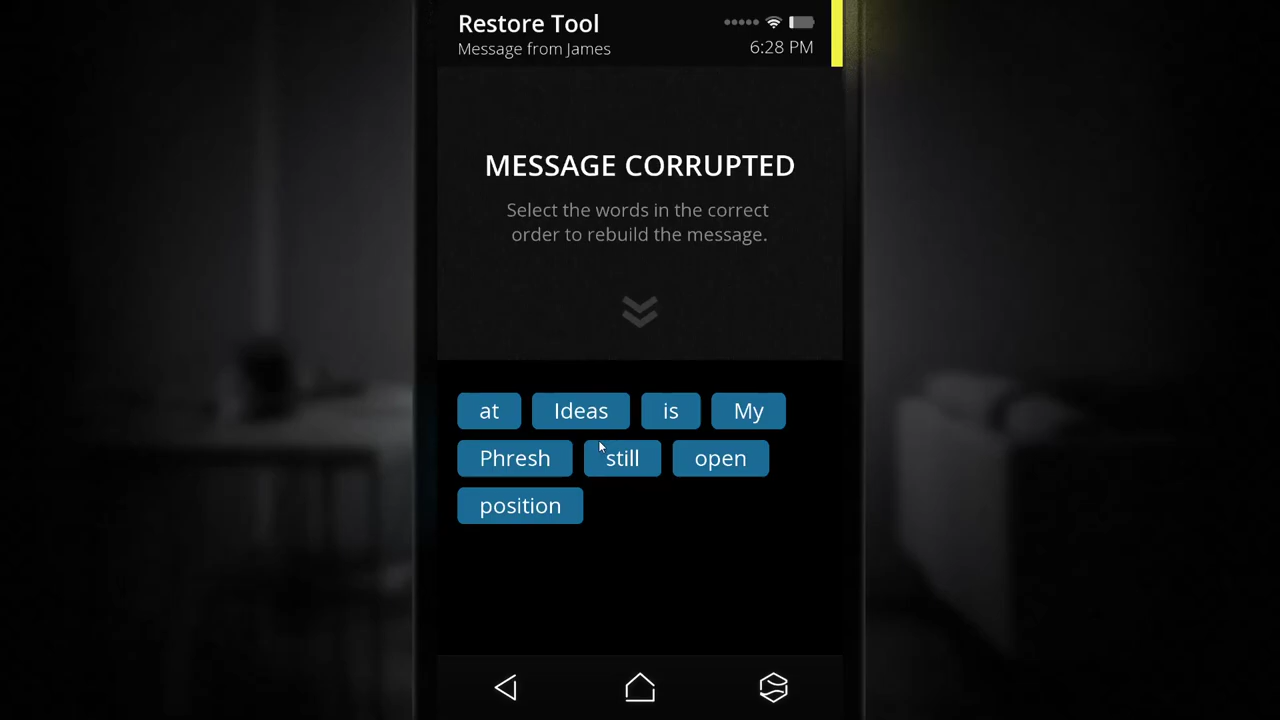 Restore Tool
Message from James
6:28 PM
MESSAGE CORRUPTED
Select the words in the correct
order to rebuild the message.
at Ideas is My
Phresh still open
position